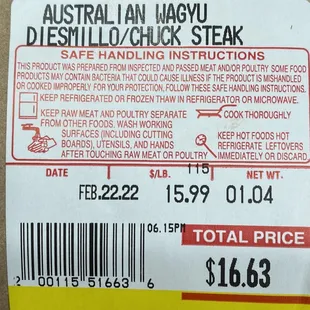 AUSTRALIAN WAGYU
DIESMILLO/CHUCK STEAK
SAFE HANDLING INSTRUCTIONS
THIS PRODUCT WAS PREPARED FROM INSPECTED AND PASSED MEAT AND/OR POULTRY. SOME FOOD
PRODUCTS MAY CONTAIN BACTERIA THAT COULD CAUSE ILLNESS IF THE PRODUCT IS MISHANDLED
OR COOKED IMPROPERLY. FOR YOUR PROTECTION, FOLLOW THESE SAFE HANDLING INSTRUCTIONS.
KEEP REFRIGERATED OR FROZEN THAW IN REFRIGERATOR OR MICROWAVE.
KEEP RAW MEAT AND POULTRY SEPARATE
FROM OTHER FOODS. WASH WORKING
SURFACES (INCLUDING CUTTING
BOARDS), UTENSILS, AND HANDS
AFTER TOUCHING RAW MEAT OR POULTRY
COOK THOROUGHLY
KEEP HOT FOODS HOT
REFRIGERATE LEFTOVERS
IMMEDIATELY OR DISCARD
DATE $/LB. NET WT.
115
FEB.22.22 15.99 01.04
06.15PM
TOTAL PRICE
$16.63
2 00115 51663 6